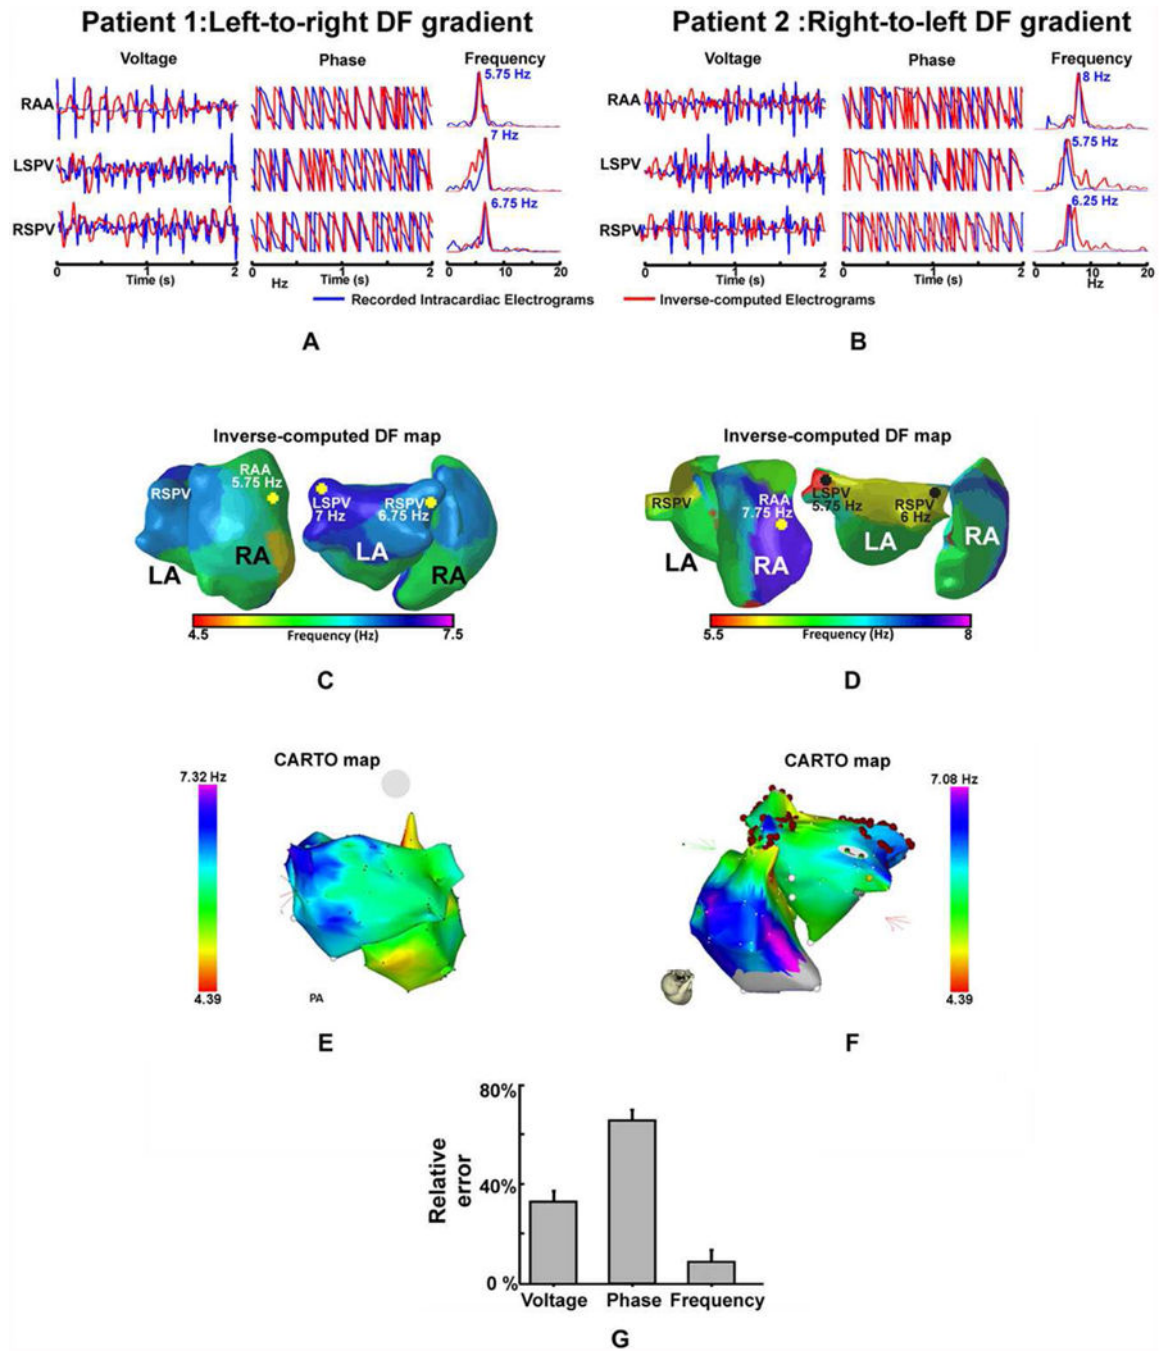 Patient 1:Left-to-right DF gradient
Voltage Phase Frequency
RAA 5.75 Hz
LSPV 7 Hz
RSPV 6.75 Hz
0 1 2 0 1 2 0 10 20
Time (s) Time (s) Hz
Patient 2 :Right-to-left DF gradient
Voltage Phase Frequency
RAA 8 Hz
LSPV 5.75 Hz
RSPV 6.25 Hz
0 1 2 0 1 2 0 10 20
Time (s) Time (s) Hz
Recorded Intracardiac Electrograms Inverse-computed Electrograms
A B
Inverse-computed DF map
RSPV
RAA
5.75 Hz
LA
RA
LSPV
7 Hz
RSPV
6.75 Hz
LA
RA
4.5 Frequency (Hz) 7.5
C
Inverse-computed DF map
RSPV
RAA
7.75 Hz
LA
RA
LSPV
5.75 Hz
RSPV
6 Hz
LA
RA
5.5 Frequency (Hz) 8
D
CARTO map
7.32 Hz
4.39
PA
E
CARTO map
7.08 Hz
4.39
F
80%
40%
0 %
Relative
error
Voltage Phase Frequency
G